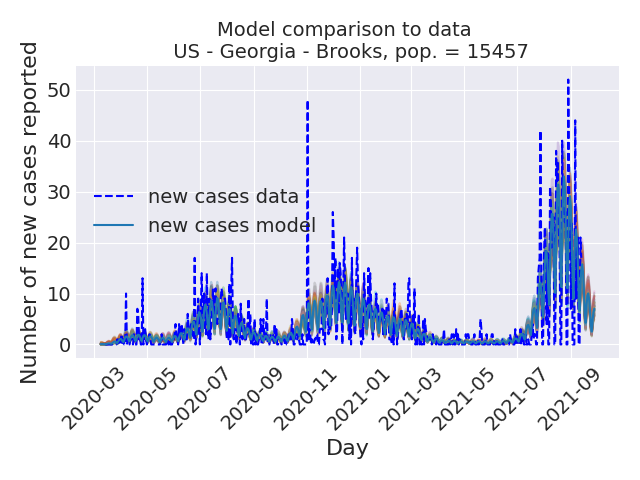 Model comparison to data
US - Georgia - Brooks, pop. = 15457
Number of new cases reported
50
40
30
20
10
0
new cases data
new cases model
2020-03
2020-05
2020-07
2020-09
2020-11
2021-01
2021-03
2021-05
2021-07
2021-09
Day